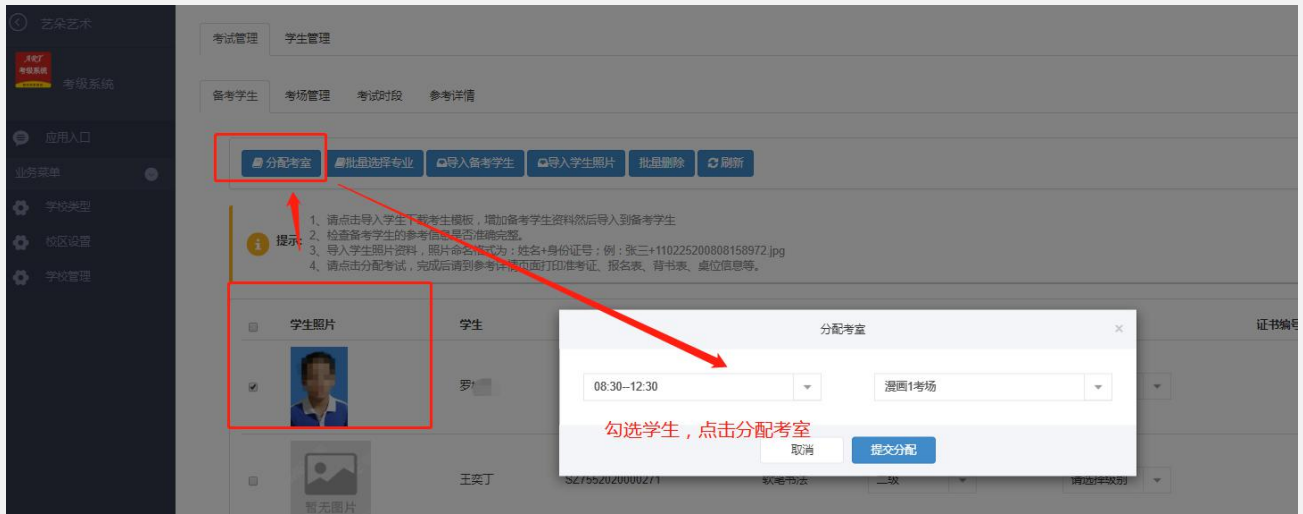 艺朵艺术
ART
考级系统
考级系统
应用入口
业务菜单
学校类型
校区设置
学校管理
考试管理 学生管理
备考学生 考场管理 考试时段 参考详情
分配考室 批量选择专业 导入备考学生 导入学生照片 批量删除 刷新
提示:
1、请点击导入学生下载考生模板,增加备考学生资料然后导入到备考学生
2、检查备考学生的参考信息是否准确完整。
3、导入学生照片资料,照片命名格式为:姓名+身份证号;例:张三+110225200808158972.jpg
4、请点击分配考试,完成后请到参考详情页面打印准考证、报名表、背书表、桌位信息等。
学生照片 学生 证书编号
分配考室 ×
罗
08:30--12:30 漫画1考场
勾选学生,点击分配考室
取消 提交分配
王奕丁 SZ7552020000271 软笔书法 二级 请选择级别
暂无图片